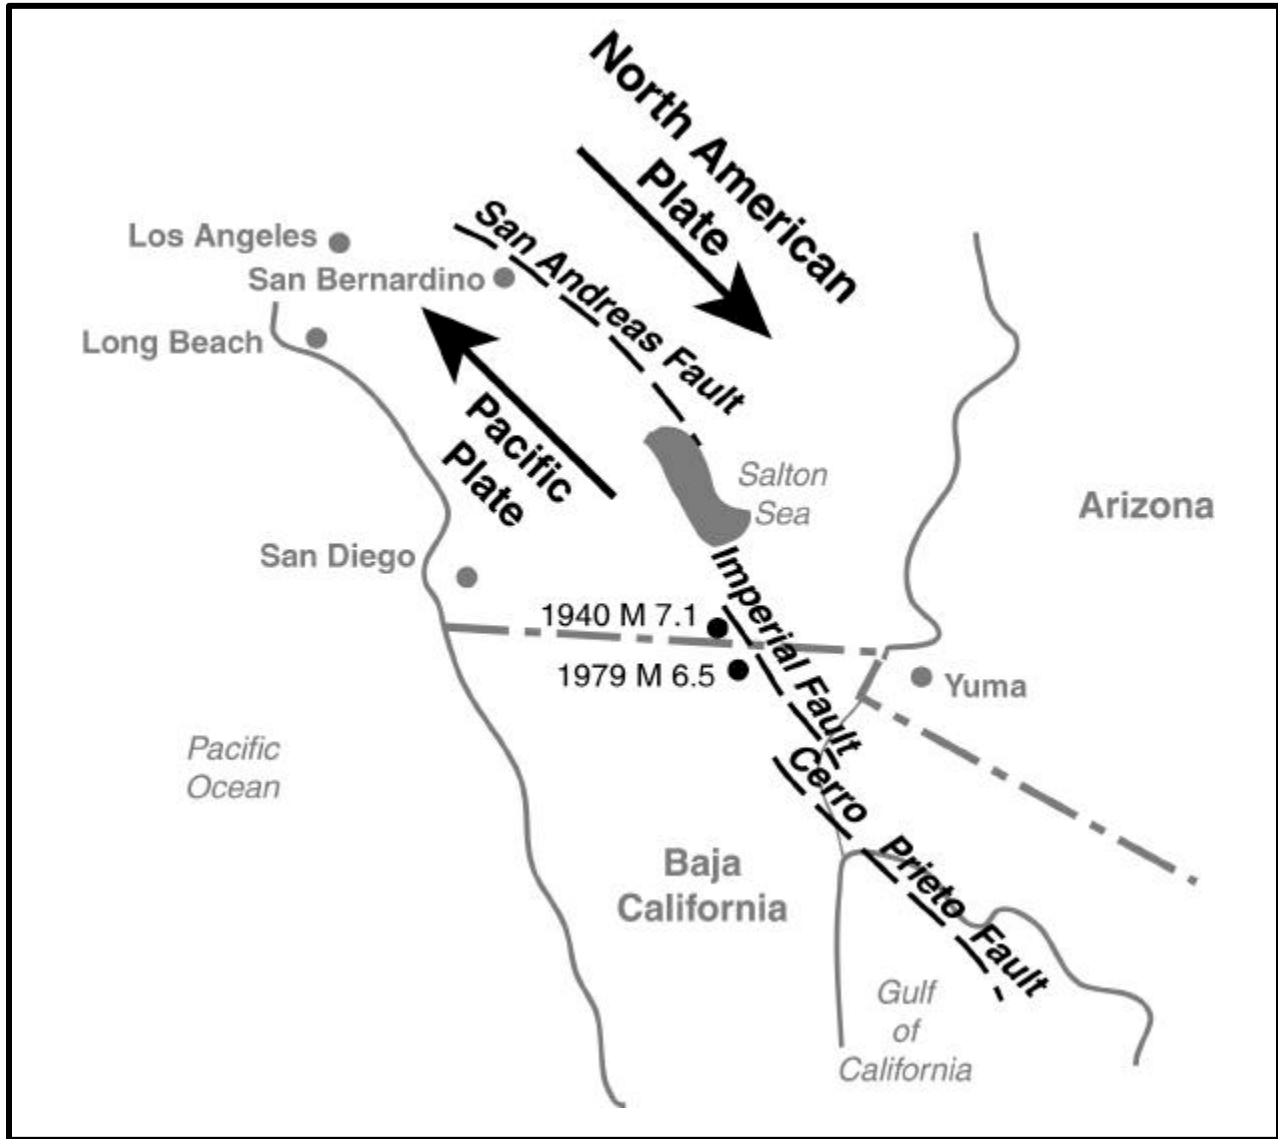 North American
Plate
San Andreas Fault
Los Angeles
San Bernardino
Long Beach
Pacific
Plate
Salton
Sea
Arizona
San Diego
Imperial Fault
1940 M 7.1
1979 M 6.5
Yuma
Pacific
Ocean
Cerro Prieto Fault
Baja
California
Gulf
of
California